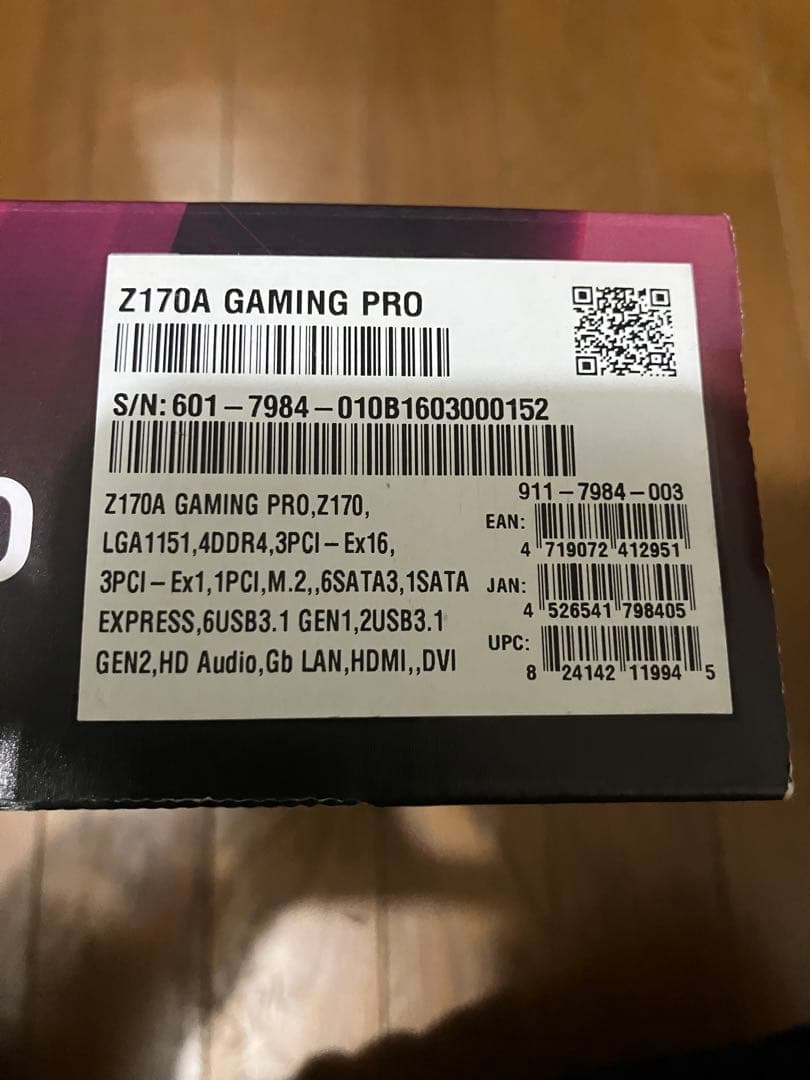 Z170A GAMING PRO
S/N: 601-7984-010B1603000152
Z170A GAMING PRO,Z170,
LGA1151,4DDR4,3PCI-Ex16,
3PCI-Ex1,1PCI,M.2,,6SATA3,1SATA
EXPRESS,6USB3.1 GEN1,2USB3.1
GEN2,HD Audio,Gb LAN,HDMI,,DVI
911-7984-003
EAN:
4 719072 412951
JAN:
4 526541 798405
UPC:
8 24142 11994 5